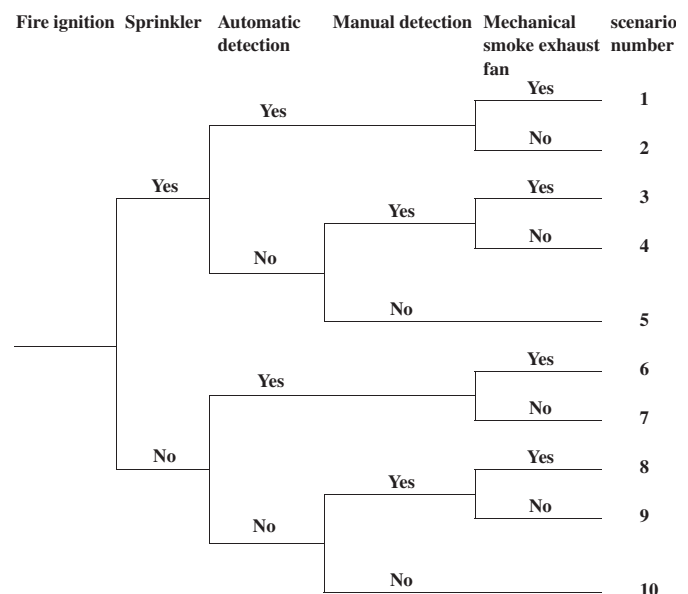 Fire ignition Sprinkler Automatic detection Manual detection Mechanical smoke exhaust fan scenario number
Yes 1
Yes
No 2
Yes
Yes 3
Yes
No 4
No
No 5
Yes 6
Yes
No 7
No
Yes 8
Yes
No 9
No
No 10